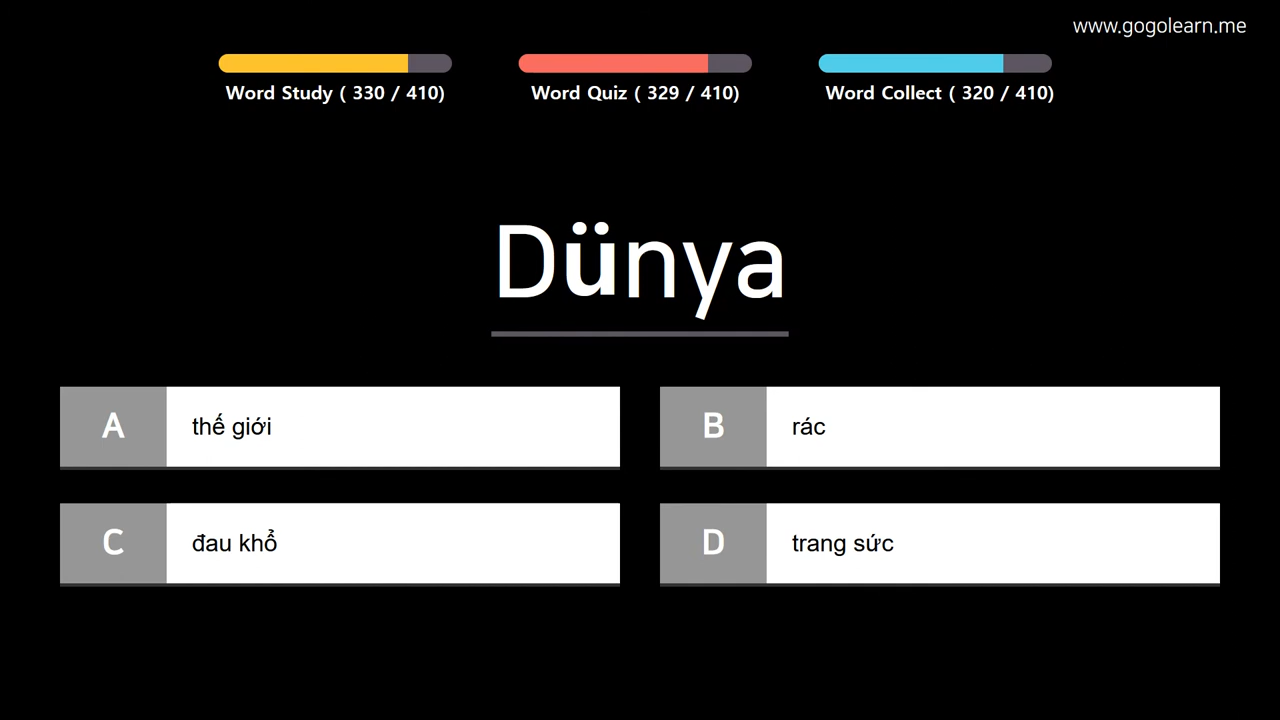 www.gogolearn.me
Word Study ( 330 / 410)
Word Quiz ( 329 / 410)
Word Collect ( 320 / 410)
Dünya
A thế giới
B rác
C đau khổ
D trang sức